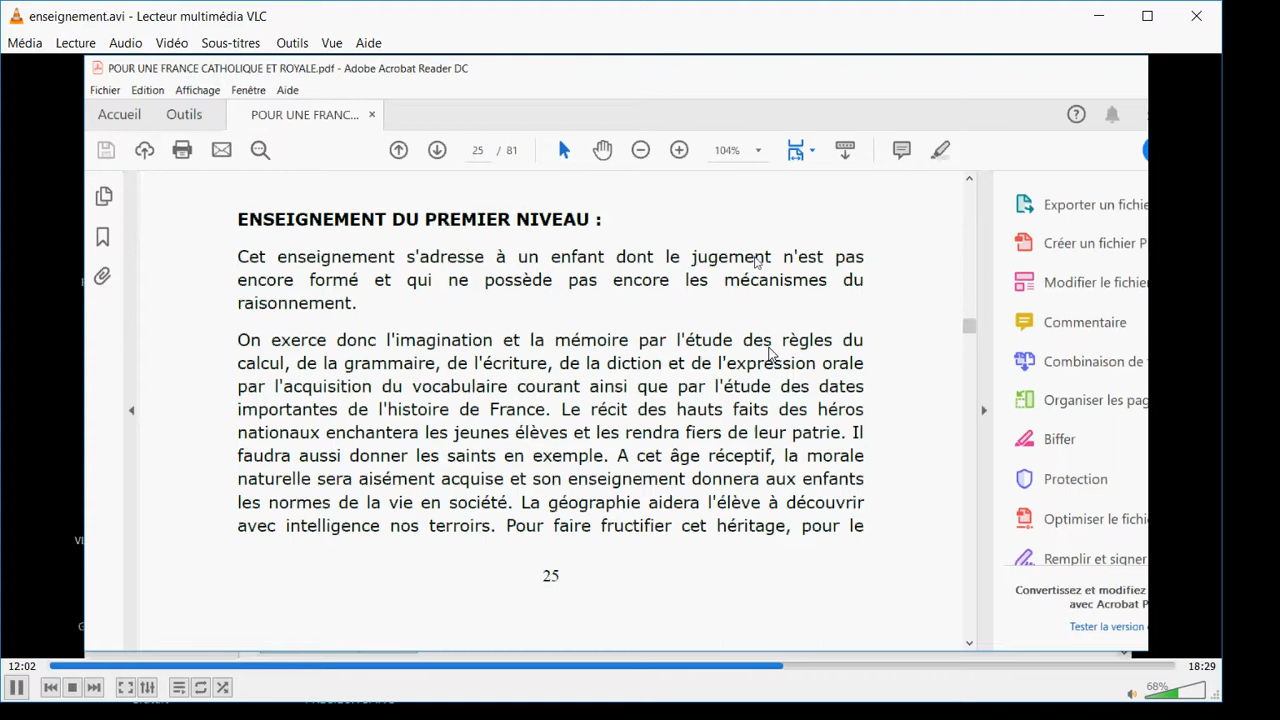 enseignement.avi - Lecteur multimédia VLC
Média Lecture Audio Vidéo Sous-titres Outils Vue Aide
POUR UNE FRANCE CATHOLIQUE ET ROYALE.pdf - Adobe Acrobat Reader DC
Fichier Edition Affichage Fenêtre Aide
Accueil Outils POUR UNE FRANC... ×
25 / 81 104%
ENSEIGNEMENT DU PREMIER NIVEAU :
Cet enseignement s'adresse à un enfant dont le jugement n'est pas
encore formé et qui ne possède pas encore les mécanismes du
raisonnement.
On exerce donc l'imagination et la mémoire par l'étude des règles du
calcul, de la grammaire, de l'écriture, de la diction et de l'expression orale
par l'acquisition du vocabulaire courant ainsi que par l'étude des dates
importantes de l'histoire de France. Le récit des hauts faits des héros
nationaux enchantera les jeunes élèves et les rendra fiers de leur patrie. Il
faudra aussi donner les saints en exemple. A cet âge réceptif, la morale
naturelle sera aisément acquise et son enseignement donnera aux enfants
les normes de la vie en société. La géographie aidera l'élève à découvrir
avec intelligence nos terroirs. Pour faire fructifier cet héritage, pour le
25
Exporter un fichie
Créer un fichier P
Modifier le fichier
Commentaire
Combinaison de
Organiser les pag
Biffer
Protection
Optimiser le fichi
Remplir et signer
Convertissez et modifiez
avec Acrobat P
Tester la version
12:02 18:29
68%